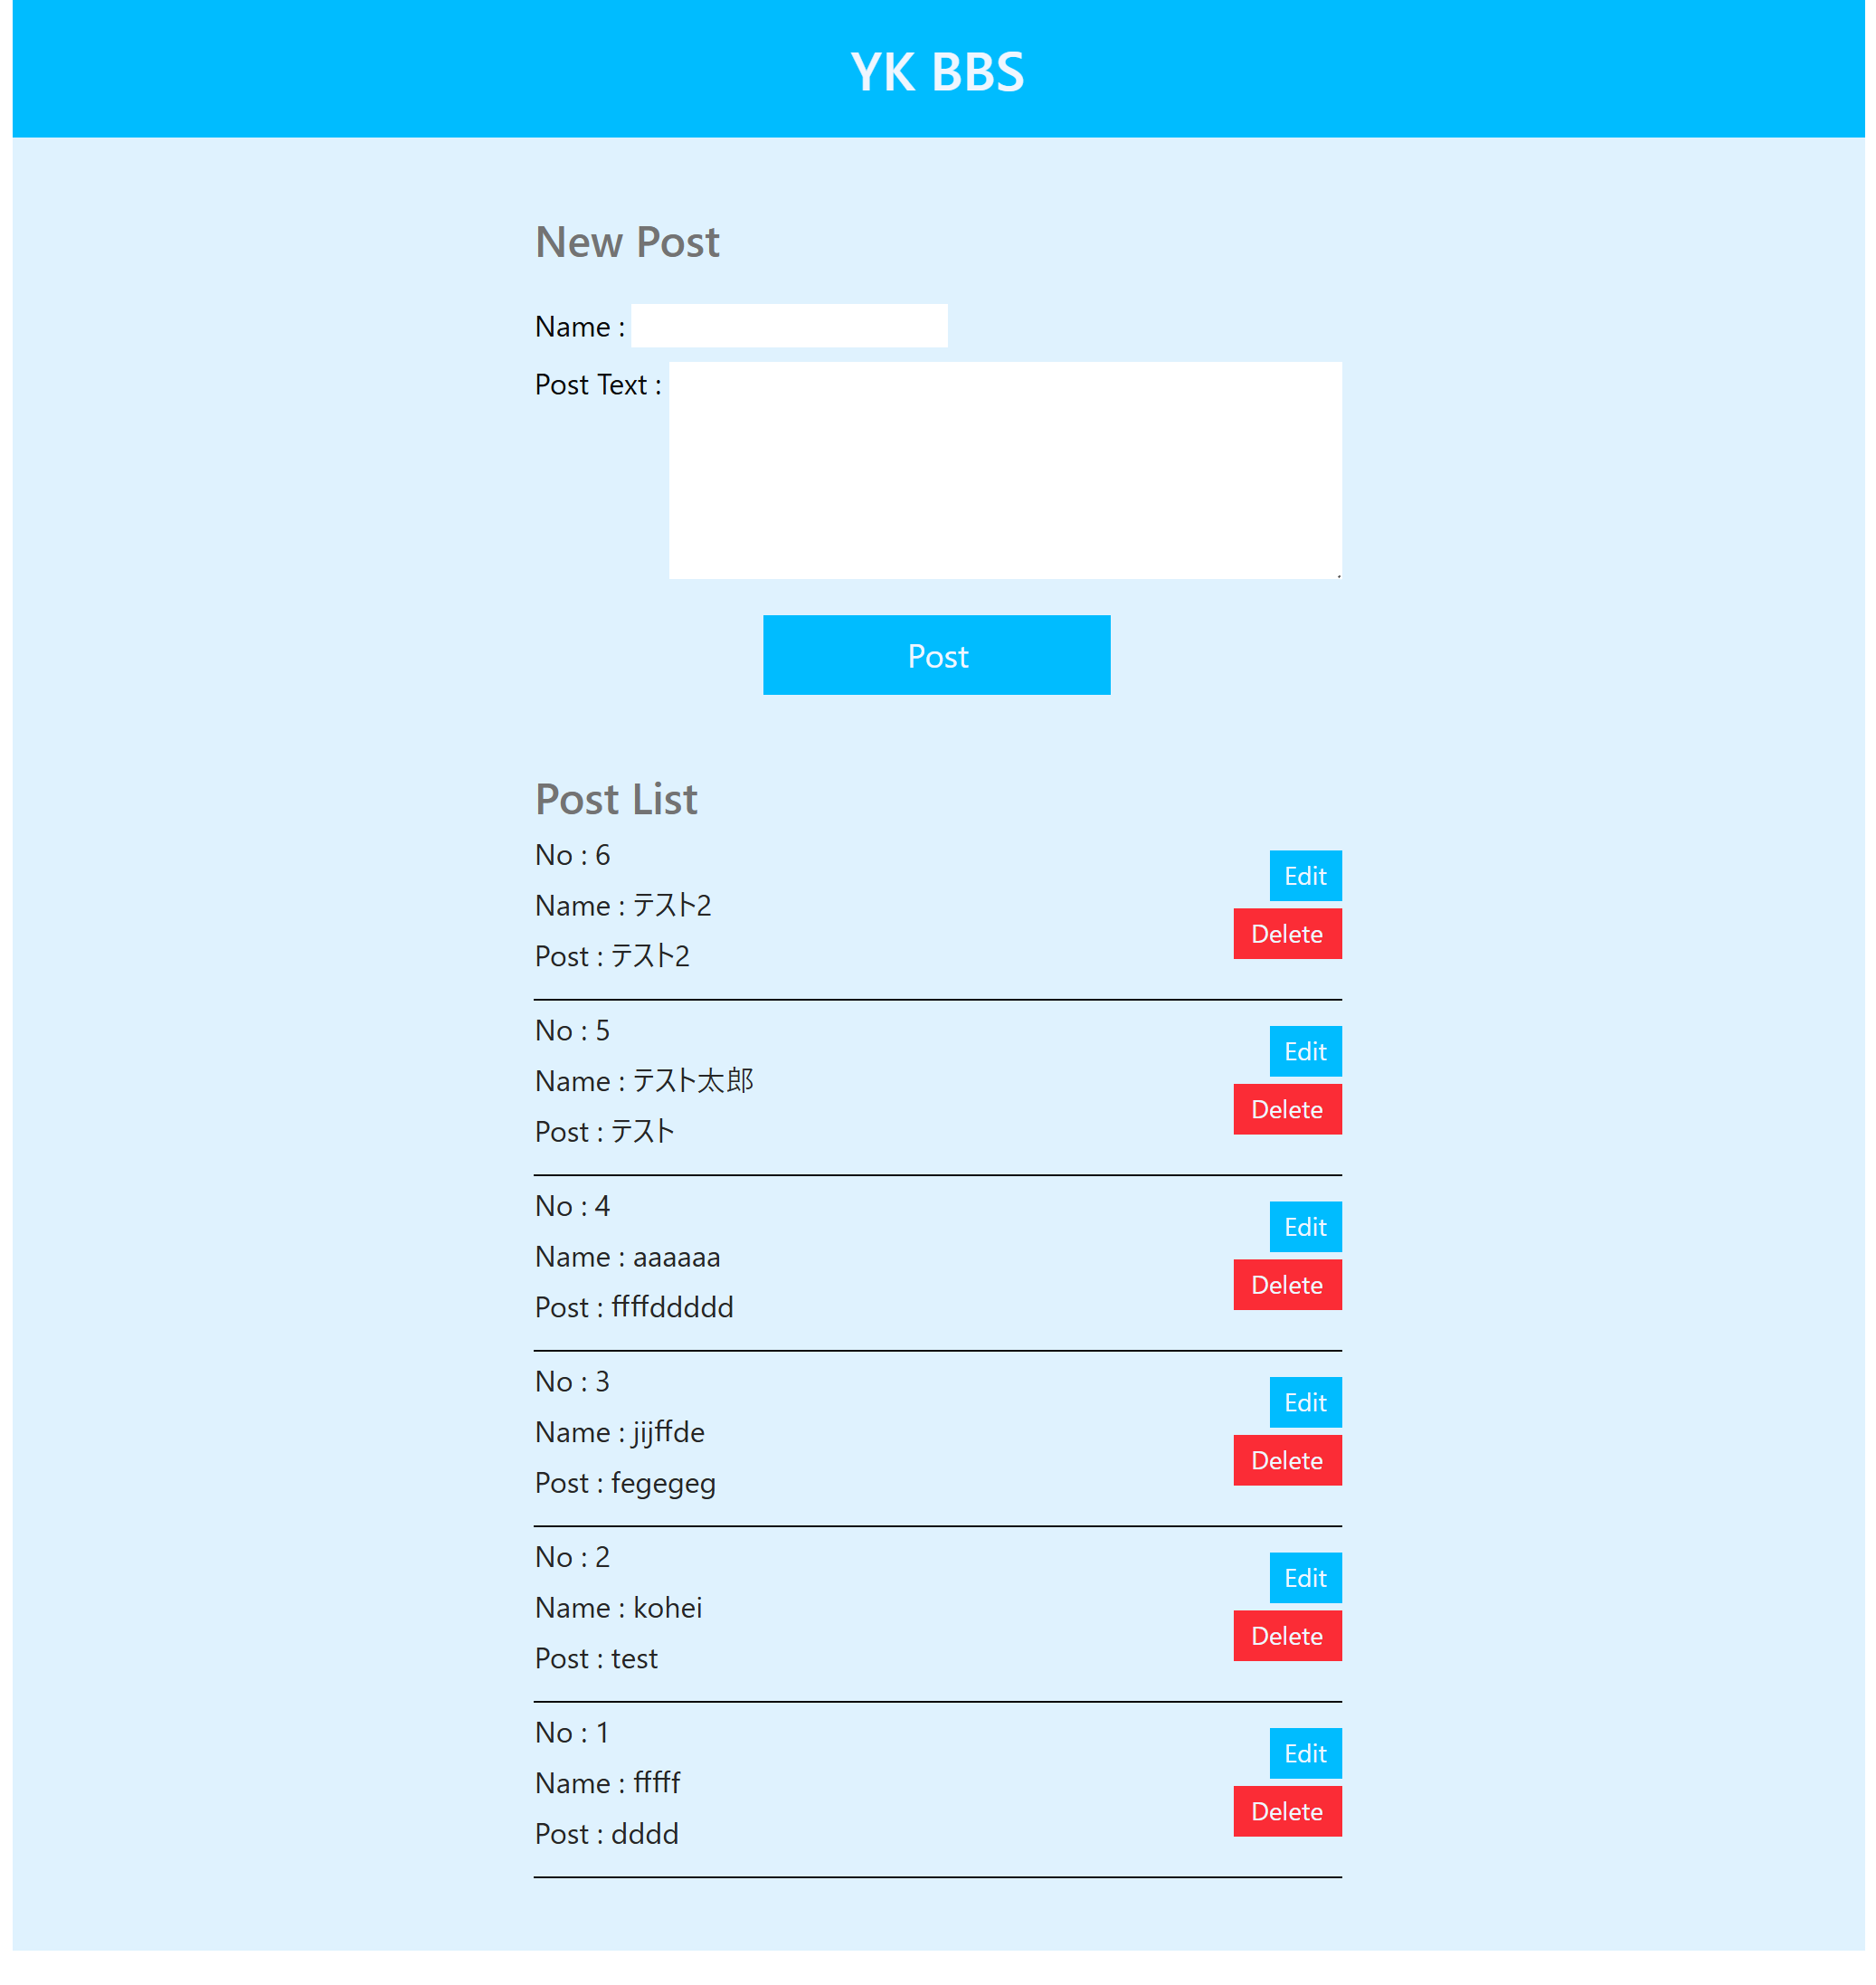 YK BBS
New Post
Name :
Post Text :
Post
Post List
No : 6
Edit
Name : テスト2
Delete
Post : テスト2
No : 5
Edit
Name : テスト太郎
Delete
Post : テスト
No : 4
Edit
Name : aaaaaa
Delete
Post : ffffddddd
No : 3
Edit
Name : jijffde
Delete
Post : fegegeg
No : 2
Edit
Name : kohei
Delete
Post : test
No : 1
Edit
Name : fffff
Delete
Post : dddd